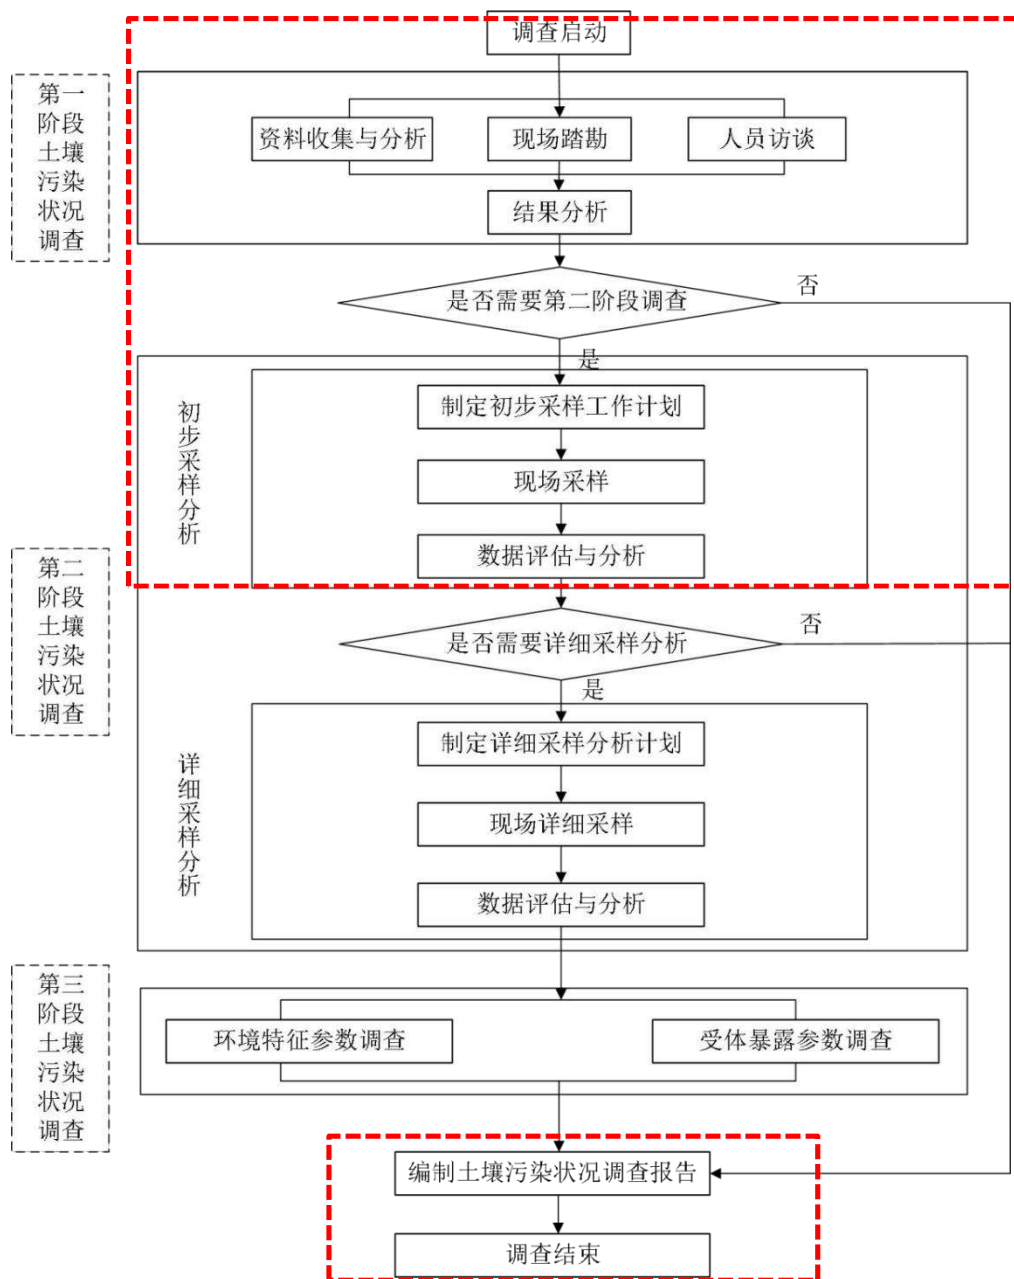 调查启动
第一
阶段
土壤
污染
状况
调查
资料收集与分析
现场踏勘
人员访谈
结果分析
是否需要第二阶段调查
否
是
初步采样分析
制定初步采样工作计划
现场采样
数据评估与分析
第二
阶段
土壤
污染
状况
调查
是否需要详细采样分析
否
是
详细采样分析
制定详细采样分析计划
现场详细采样
数据评估与分析
第三
阶段
土壤
污染
状况
调查
环境特征参数调查
受体暴露参数调查
编制土壤污染状况调查报告
调查结束